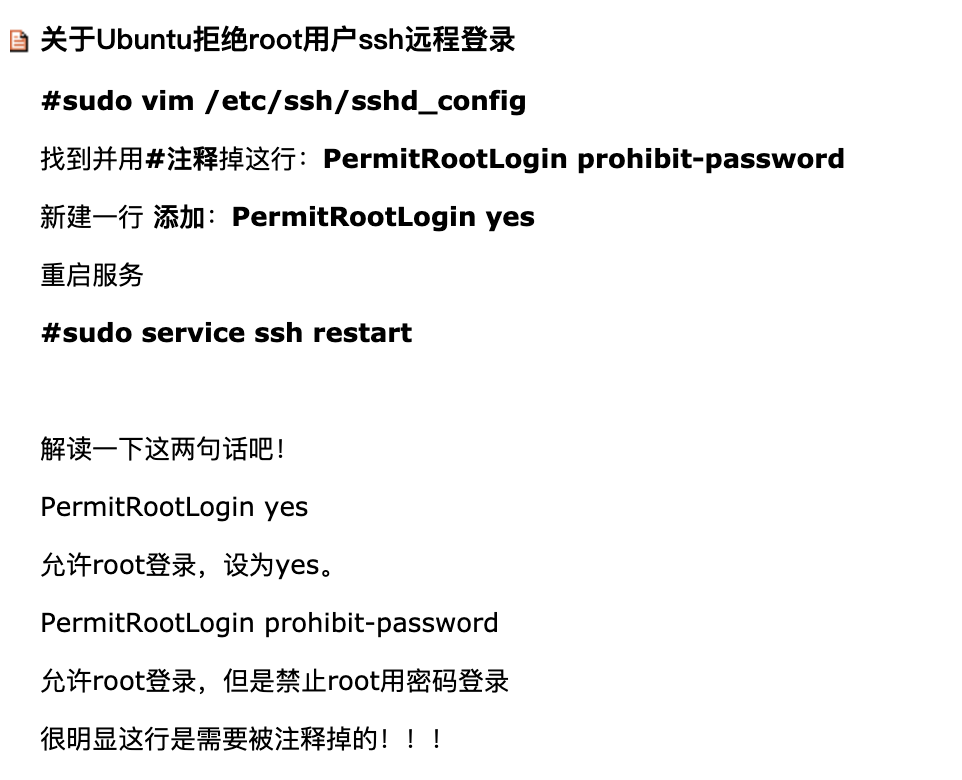 关于Ubuntu拒绝root用户ssh远程登录
#sudo vim /etc/ssh/sshd_config
找到并用#注释掉这行：PermitRootLogin prohibit-password
新建一行 添加：PermitRootLogin yes
重启服务
#sudo service ssh restart
解读一下这两句话吧！
PermitRootLogin yes
允许root登录，设为yes。
PermitRootLogin prohibit-password
允许root登录，但是禁止root用密码登录
很明显这行是需要被注释掉的！！！